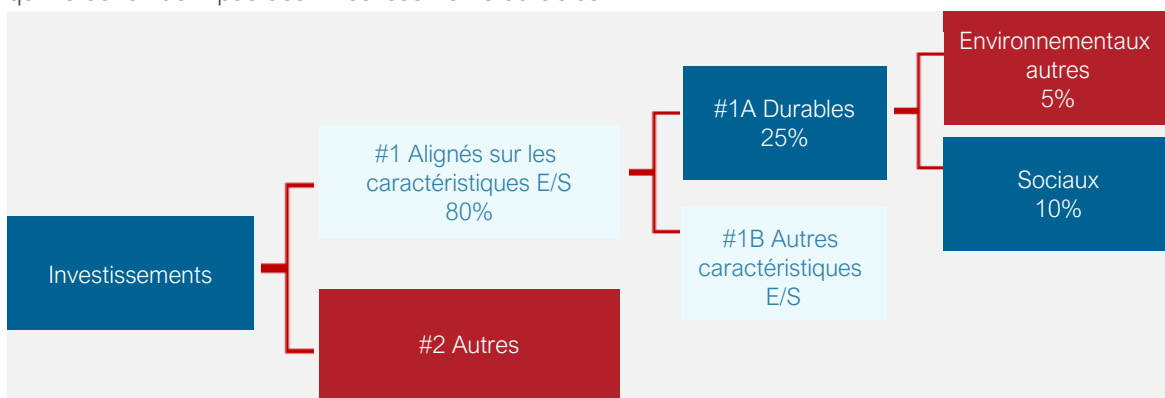 Environnementaux
autres
5%
#1A Durables
25%
#1 Alignés sur les
caractéristiques E/S
80%
Sociaux
10%
#1B Autres
caractéristiques
E/S
Investissements
#2 Autres